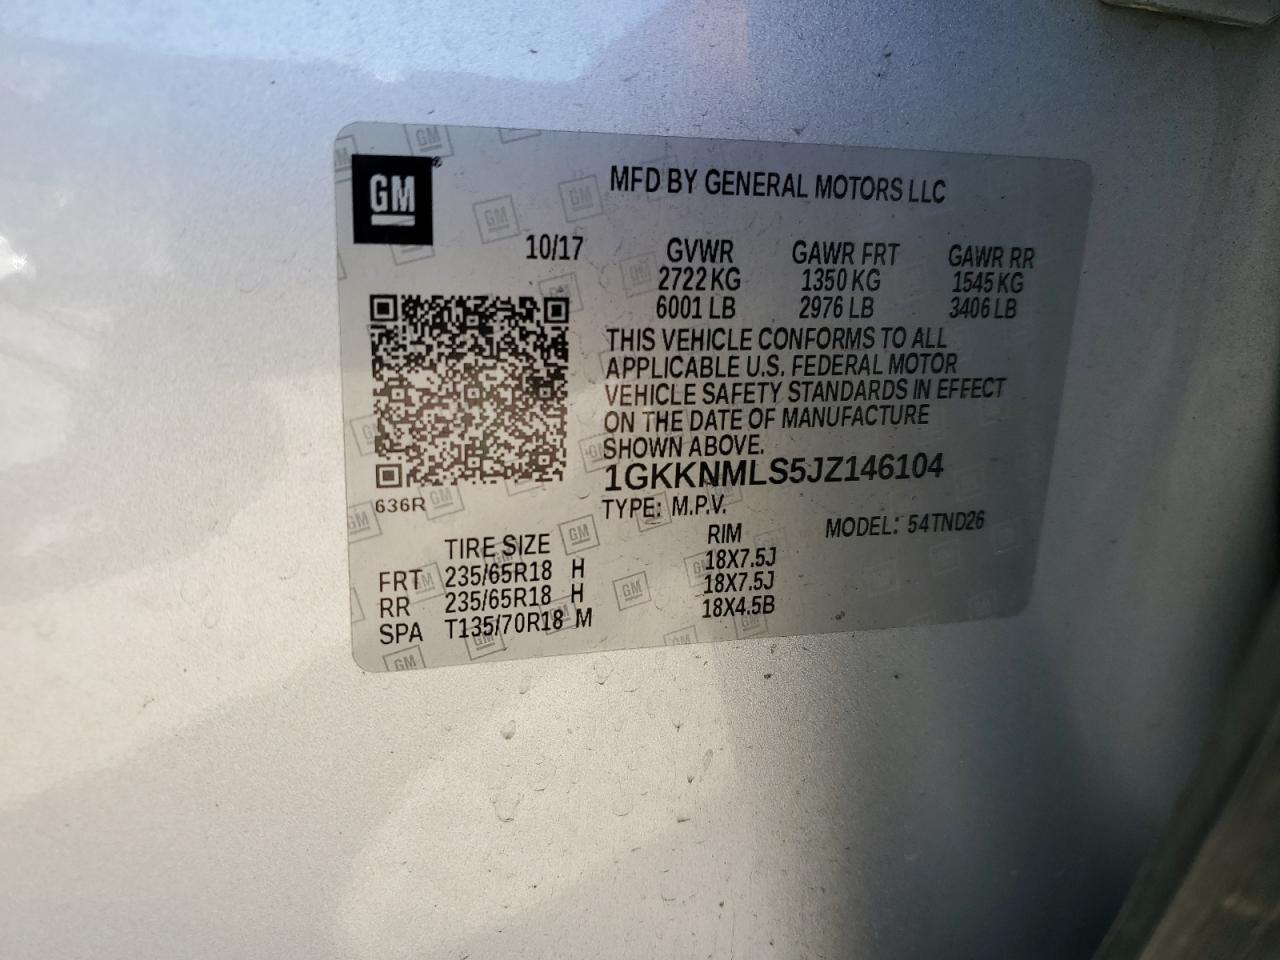 GM
MFD BY GENERAL MOTORS LLC
10/17 GVWR GAWR FRT GAWR RR
2722 KG 1350 KG 1545 KG
6001 LB 2976 LB 3406 LB
THIS VEHICLE CONFORMS TO ALL
APPLICABLE U.S. FEDERAL MOTOR
VEHICLE SAFETY STANDARDS IN EFFECT
ON THE DATE OF MANUFACTURE
SHOWN ABOVE.
1GKKNMLS5JZ146104
636R
TYPE: M.P.V.
MODEL: 54TND26
TIRE SIZE RIM
FRT 235/65R18 H 18X7.5J
RR 235/65R18 H 18X7.5J
SPA T135/70R18 M 18X4.5B